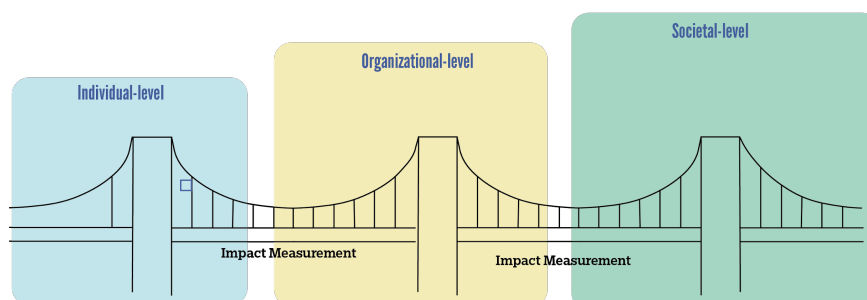 Societal-level
Organizational-level
Individual-level
Impact Measurement
Impact Measurement